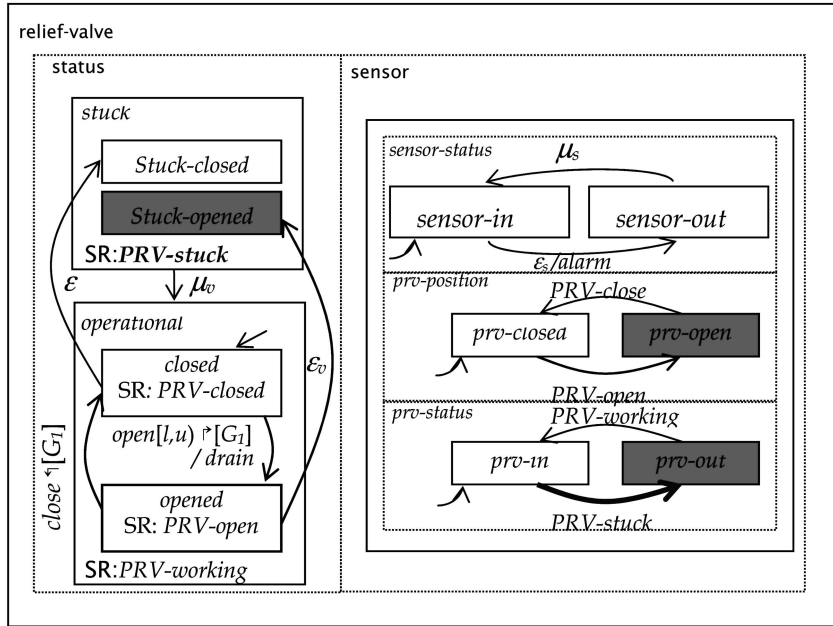 relief-valve
status
stuck
Stuck-closed
Stuck-opened
SR:PRV-stuck
ε
μv
operational
closed
SR: PRV-closed
εv
open[l,u) ↱[G1]
/drain
close ↰[G1]
opened
SR: PRV-open
SR:PRV-working
sensor
sensor-status
μs
sensor-in
sensor-out
εs/alarm
prv-position
PRV-close
prv-closed
prv-open
PRV-open
prv-status
PRV-working
prv-in
prv-out
PRV-stuck